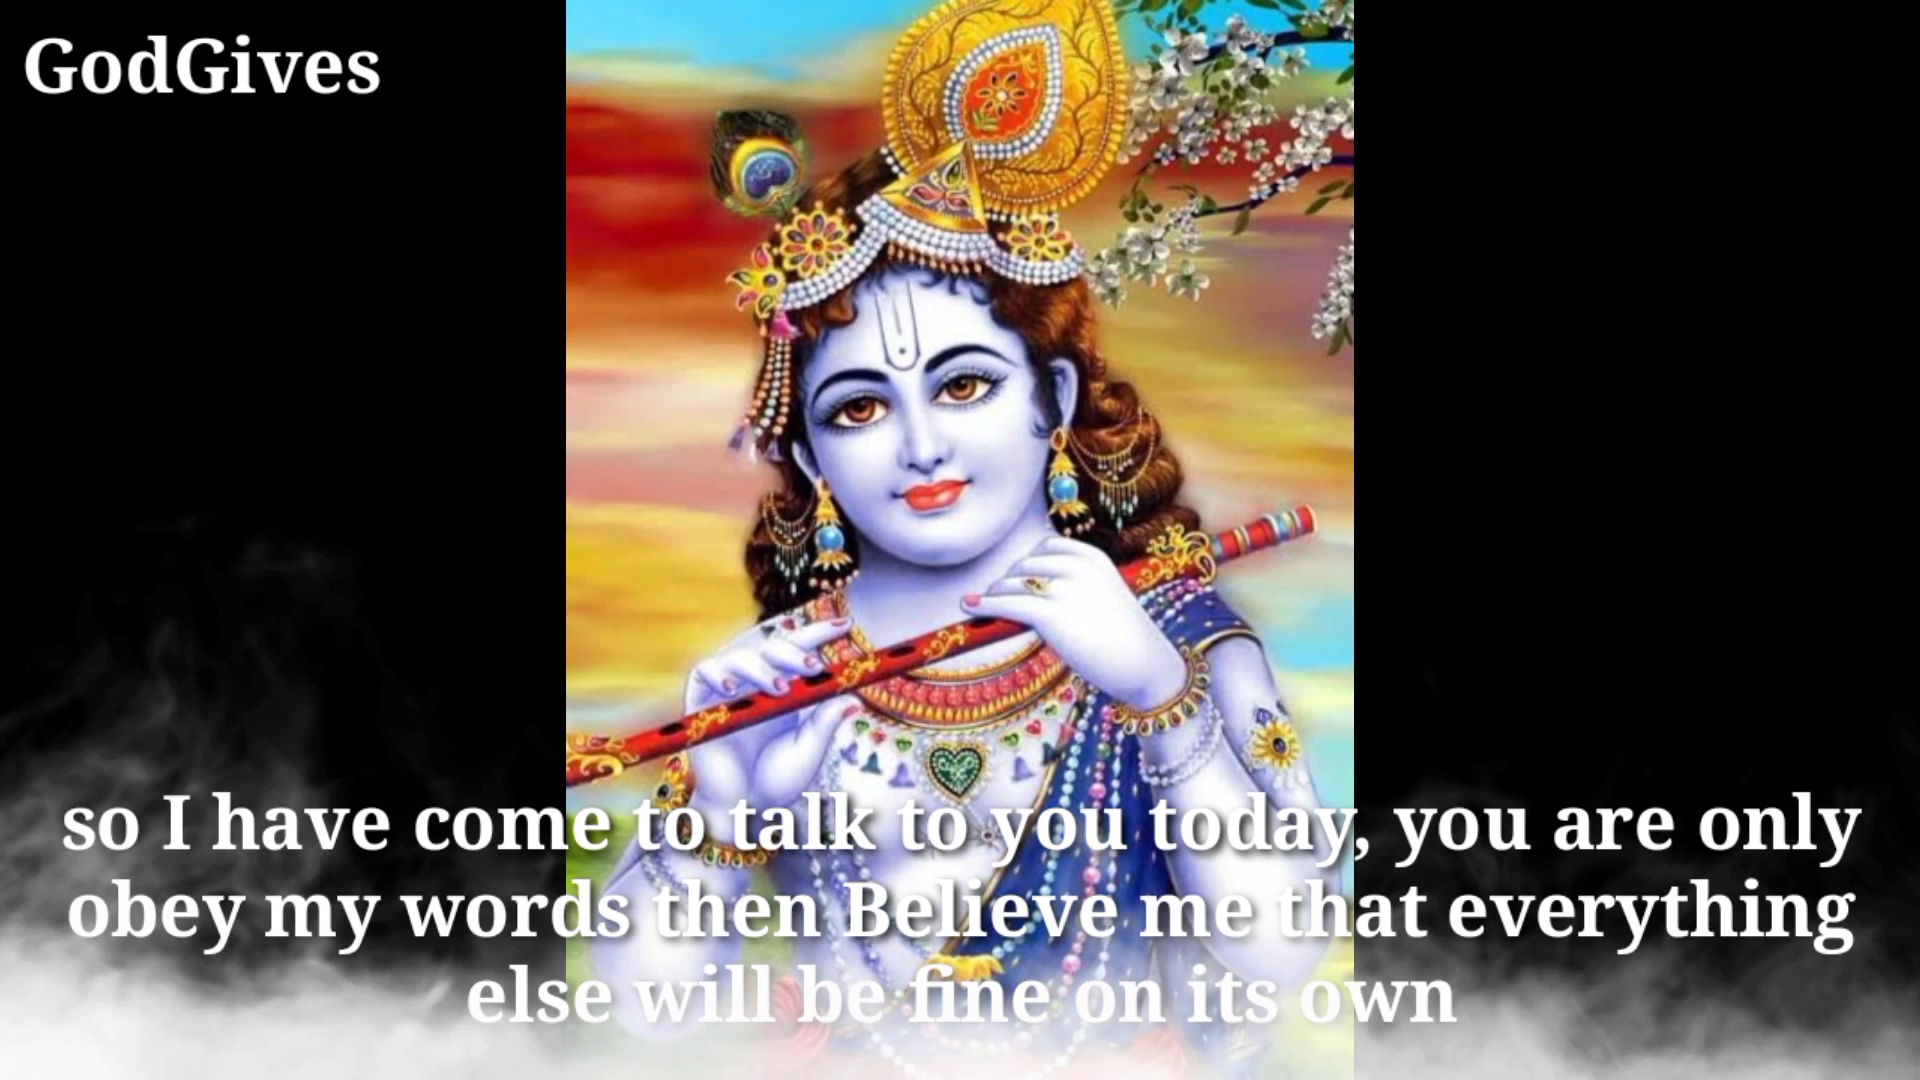 GodGives
so I have come to talk to you today, you are only
obey my words then Believe me that everything
else will be fine on its own